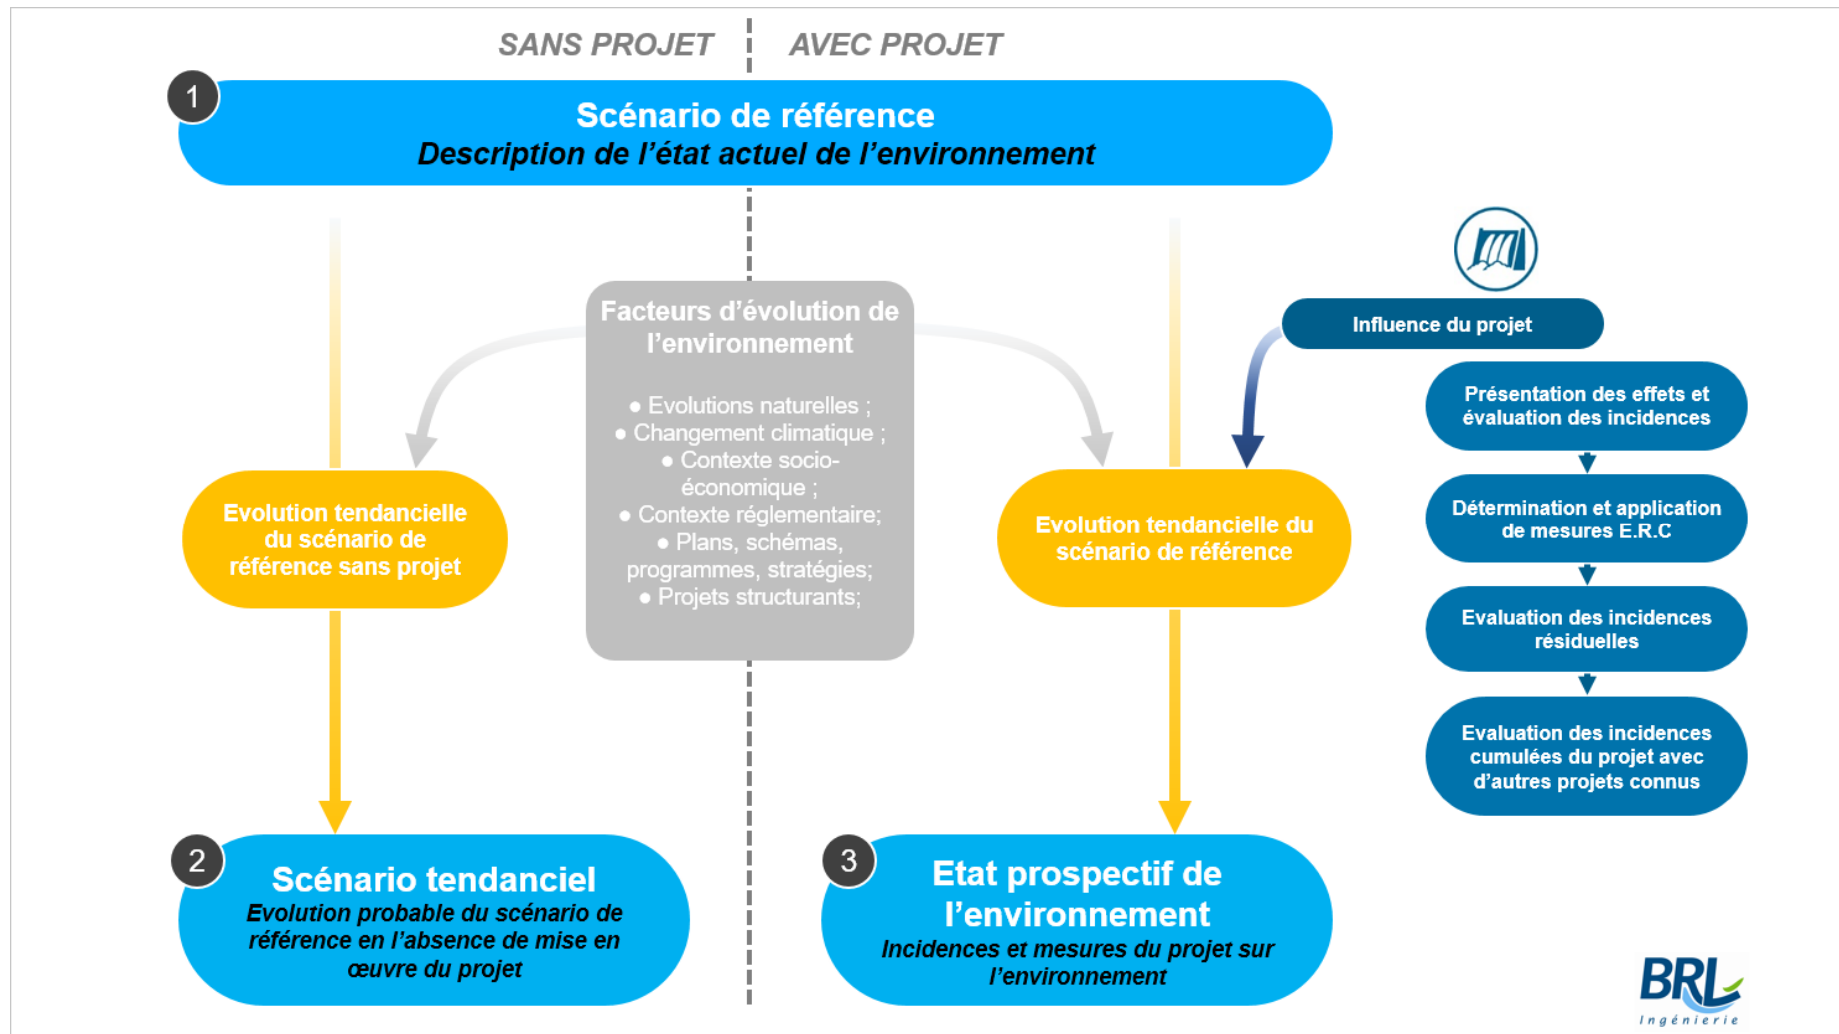 SANS PROJET
AVEC PROJET
1
Scénario de référence
Description de l’état actuel de l’environnement
Facteurs d’évolution de
l’environnement
● Evolutions naturelles ;
● Changement climatique ;
● Contexte socio-
économique ;
● Contexte réglementaire;
● Plans, schémas,
programmes, stratégies;
● Projets structurants;
Evolution tendancielle
du scénario de
référence sans projet
Evolution tendancielle du
scénario de référence
Influence du projet
Présentation des effets et
évaluation des incidences
Détermination et application
de mesures E.R.C
Evaluation des incidences
résiduelles
Evaluation des incidences
cumulées du projet avec
d’autres projets connus
2
Scénario tendanciel
Evolution probable du scénario de
référence en l’absence de mise en
œuvre du projet
3
Etat prospectif de
l’environnement
Incidences et mesures du projet sur
l’environnement
BRL
Ingénierie